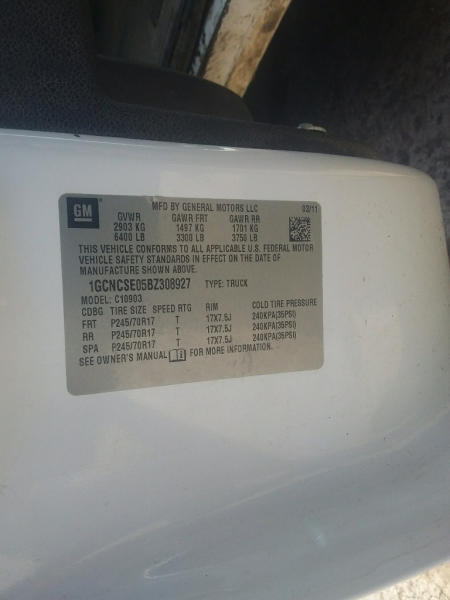 GM
MFD BY GENERAL MOTORS LLC 03/11
GVWR GAWR FRT GAWR RR
2903 KG 1497 KG 1701 KG
6400 LB 3300 LB 3750 LB
THIS VEHICLE CONFORMS TO ALL APPLICABLE U.S. FEDERAL MOTOR
VEHICLE SAFETY STANDARDS IN EFFECT ON THE DATE OF
MANUFACTURE SHOWN ABOVE.
1GCNCSE05BZ308927 TYPE: TRUCK
MODEL: C10903
CDBG TIRE SIZE SPEED RTG RIM COLD TIRE PRESSURE
FRT P245/70R17 T 17X7.5J 240KPA(35PSI)
RR P245/70R17 T 17X7.5J 240KPA(35PSI)
SPA P245/70R17 T 17X7.5J 240KPA(35PSI)
SEE OWNER'S MANUAL FOR MORE INFORMATION.